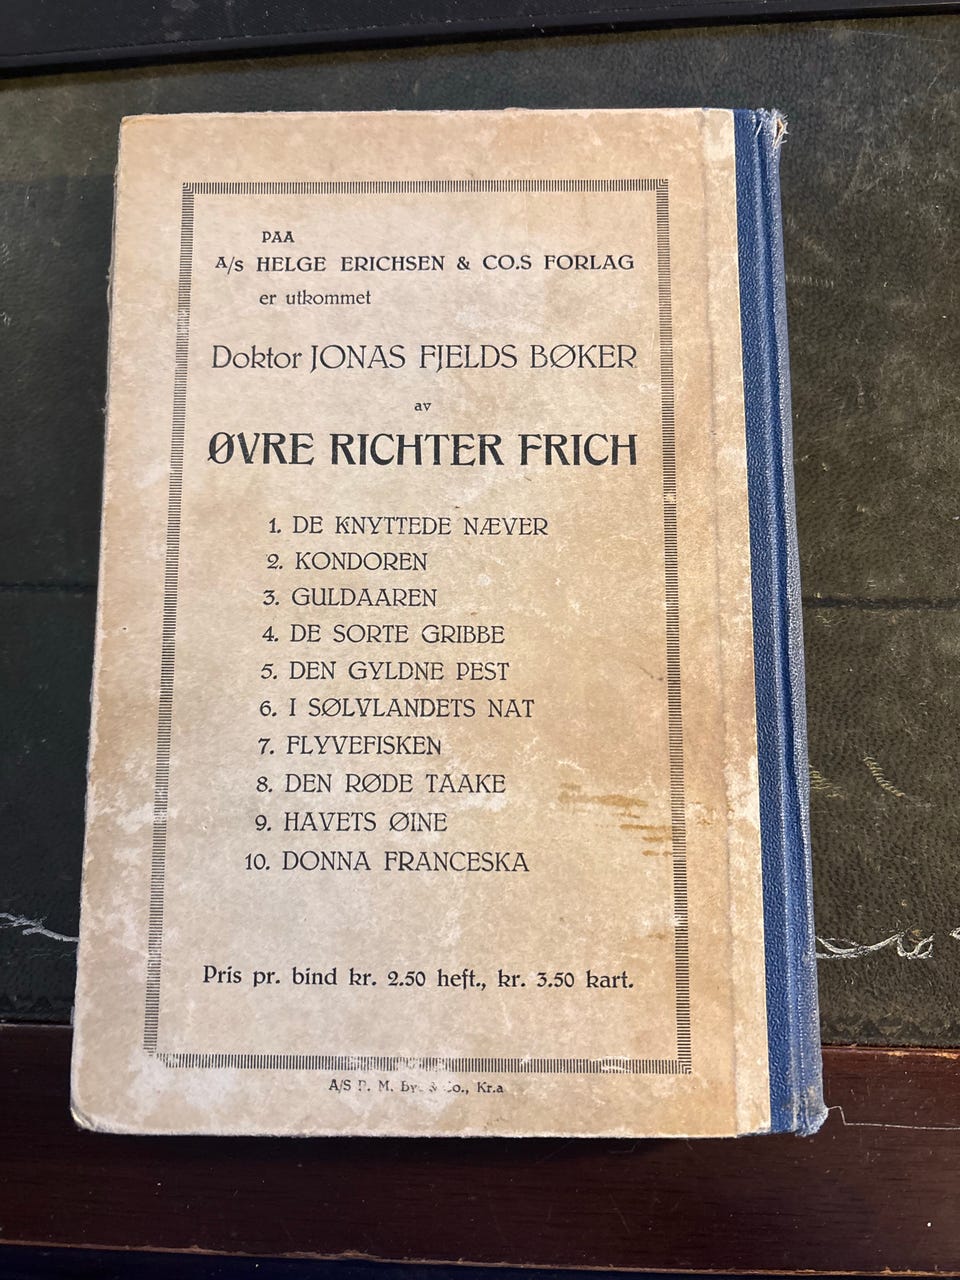 PAA
A/s HELGE ERICHSEN & CO.S FORLAG
er utkommet
Doktor JONAS FJELDS BØKER
av
ØVRE RICHTER FRICH
1. DE KNYTTEDE NÆVER
2. KONDOREN
3. GULDAAREN
4. DE SORTE GRIBBE
5. DEN GYLDNE PEST
6. I SØLVLANDETS NAT
7. FLYVEFISKEN
8. DEN RØDE TAAKE
9. HAVETS ØINE
10. DONNA FRANCESKA
Pris pr. bind kr. 2.50 heft., kr. 3.50 kart.
A/S M. & Co., Kr.a